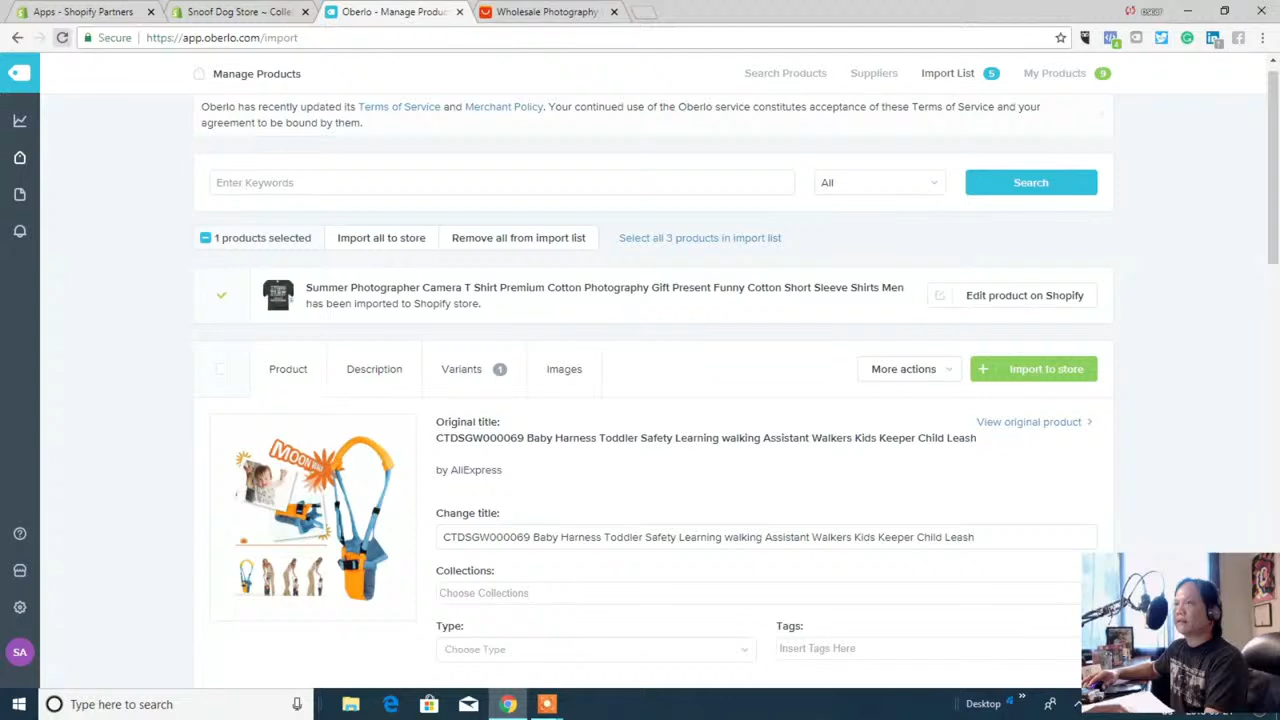 Apps - Shopify Partners
Snoof Dog Store ~ Collec
Oberlo - Manage Produc
Wholesale Photography
oscar
Secure
https://app.oberlo.com/import
Manage Products
Search Products
Suppliers
Import List 5
My Products 9
Oberlo has recently updated its Terms of Service and Merchant Policy. Your continued use of the Oberlo service constitutes acceptance of these Terms of Service and your
agreement to be bound by them.
Enter Keywords
All
Search
1 products selected
Import all to store
Remove all from import list
Select all 3 products in import list
Summer Photographer Camera T Shirt Premium Cotton Photography Gift Present Funny Cotton Short Sleeve Shirts Men
has been imported to Shopify store.
Edit product on Shopify
Product
Description
Variants 1
Images
More actions
+ Import to store
Original title:
View original product
CTDSGW000069 Baby Harness Toddler Safety Learning walking Assistant Walkers Kids Keeper Child Leash
by AliExpress
Change title:
CTDSGW000069 Baby Harness Toddler Safety Learning walking Assistant Walkers Kids Keeper Child Leash
Collections:
Choose Collections
Type:
Tags:
Choose Type
Insert Tags Here
MOON
SA
Type here to search
Desktop